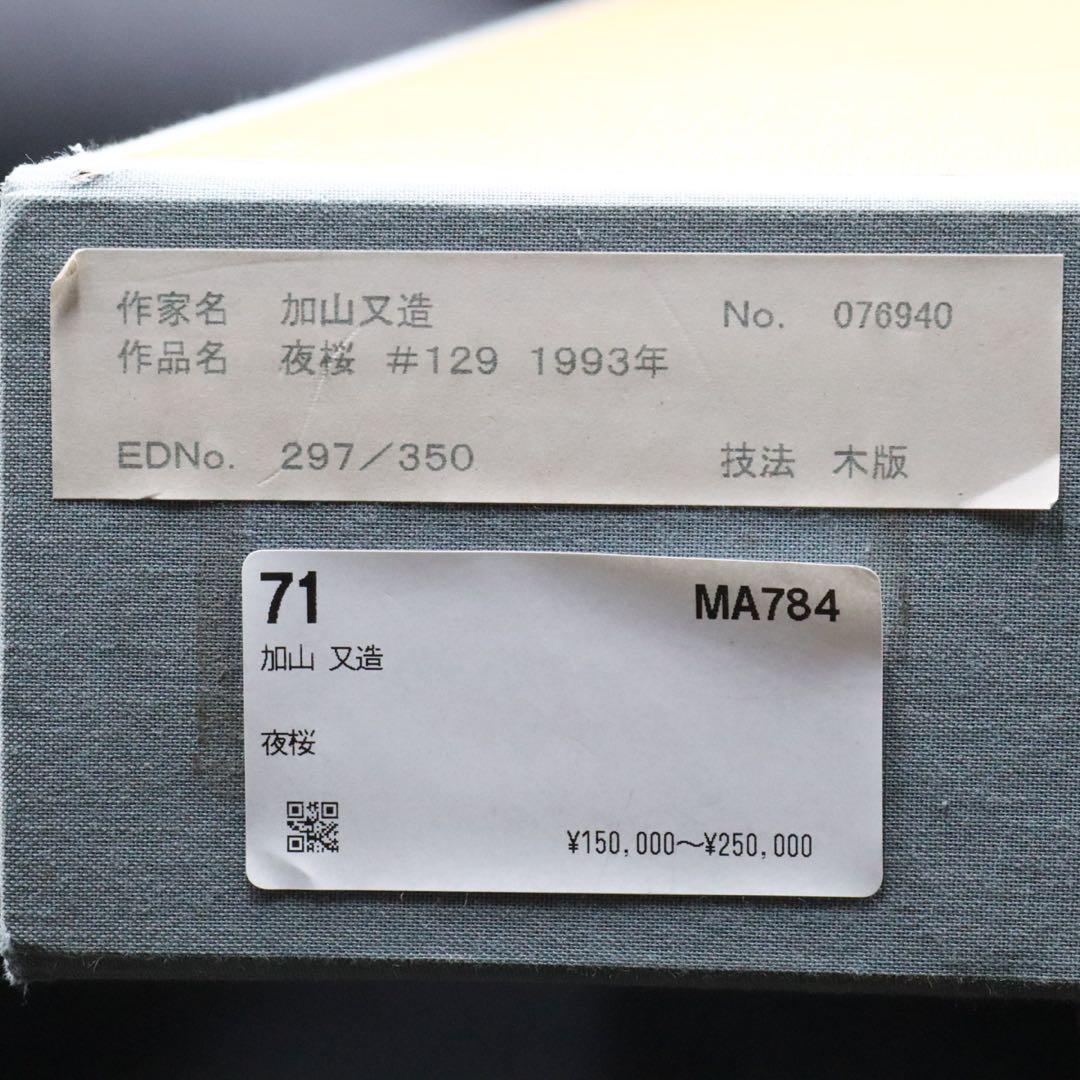 作家名 加山又造 No. 076940
作品名 夜桜 #129 1993年
EDNo. 297/350 技法 木版
71 MA784
加山 又造
夜桜
¥150,000〜¥250,000